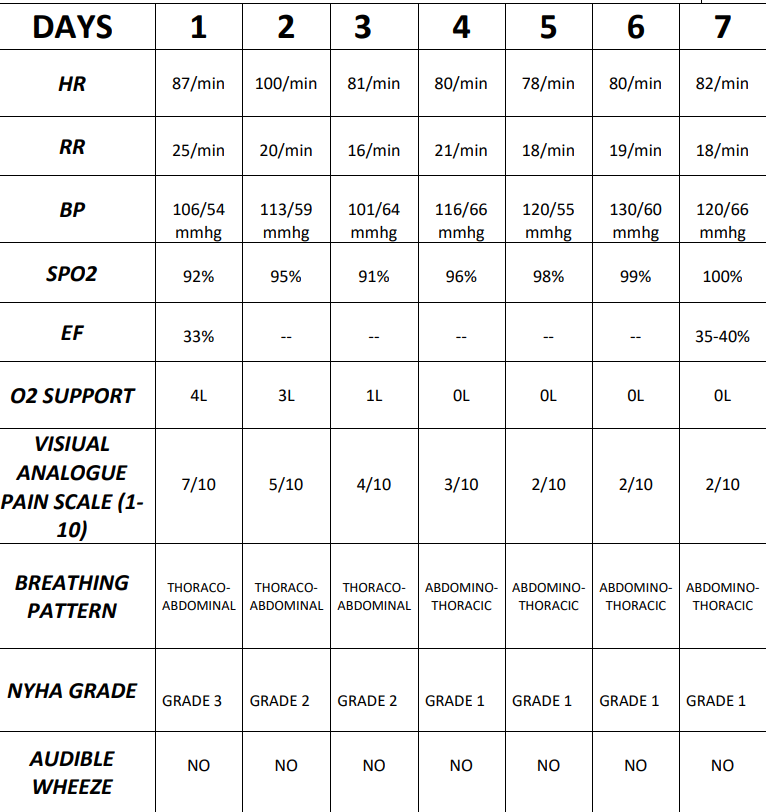 DAYS 1 2 3 4 5 6 7
HR 87/min 100/min 81/min 80/min 78/min 80/min 82/min
RR 25/min 20/min 16/min 21/min 18/min 19/min 18/min
BP 106/54 113/59 101/64 116/66 120/55 130/60 120/66
mmhg mmhg mmhg mmhg mmhg mmhg mmhg
SPO2 92% 95% 91% 96% 98% 99% 100%
EF 33% -- -- -- -- -- 35-40%
O2 SUPPORT 4L 3L 1L 0L 0L 0L 0L
VISIUAL
ANALOGUE
PAIN SCALE (1-
10)
7/10 5/10 4/10 3/10 2/10 2/10 2/10
BREATHING
PATTERN
THORACO- THORACO- THORACO- ABDOMINO- ABDOMINO- ABDOMINO- ABDOMINO-
ABDOMINAL ABDOMINAL ABDOMINAL THORACIC THORACIC THORACIC THORACIC
NYHA GRADE GRADE 3 GRADE 2 GRADE 2 GRADE 1 GRADE 1 GRADE 1 GRADE 1
AUDIBLE
WHEEZE
NO NO NO NO NO NO NO